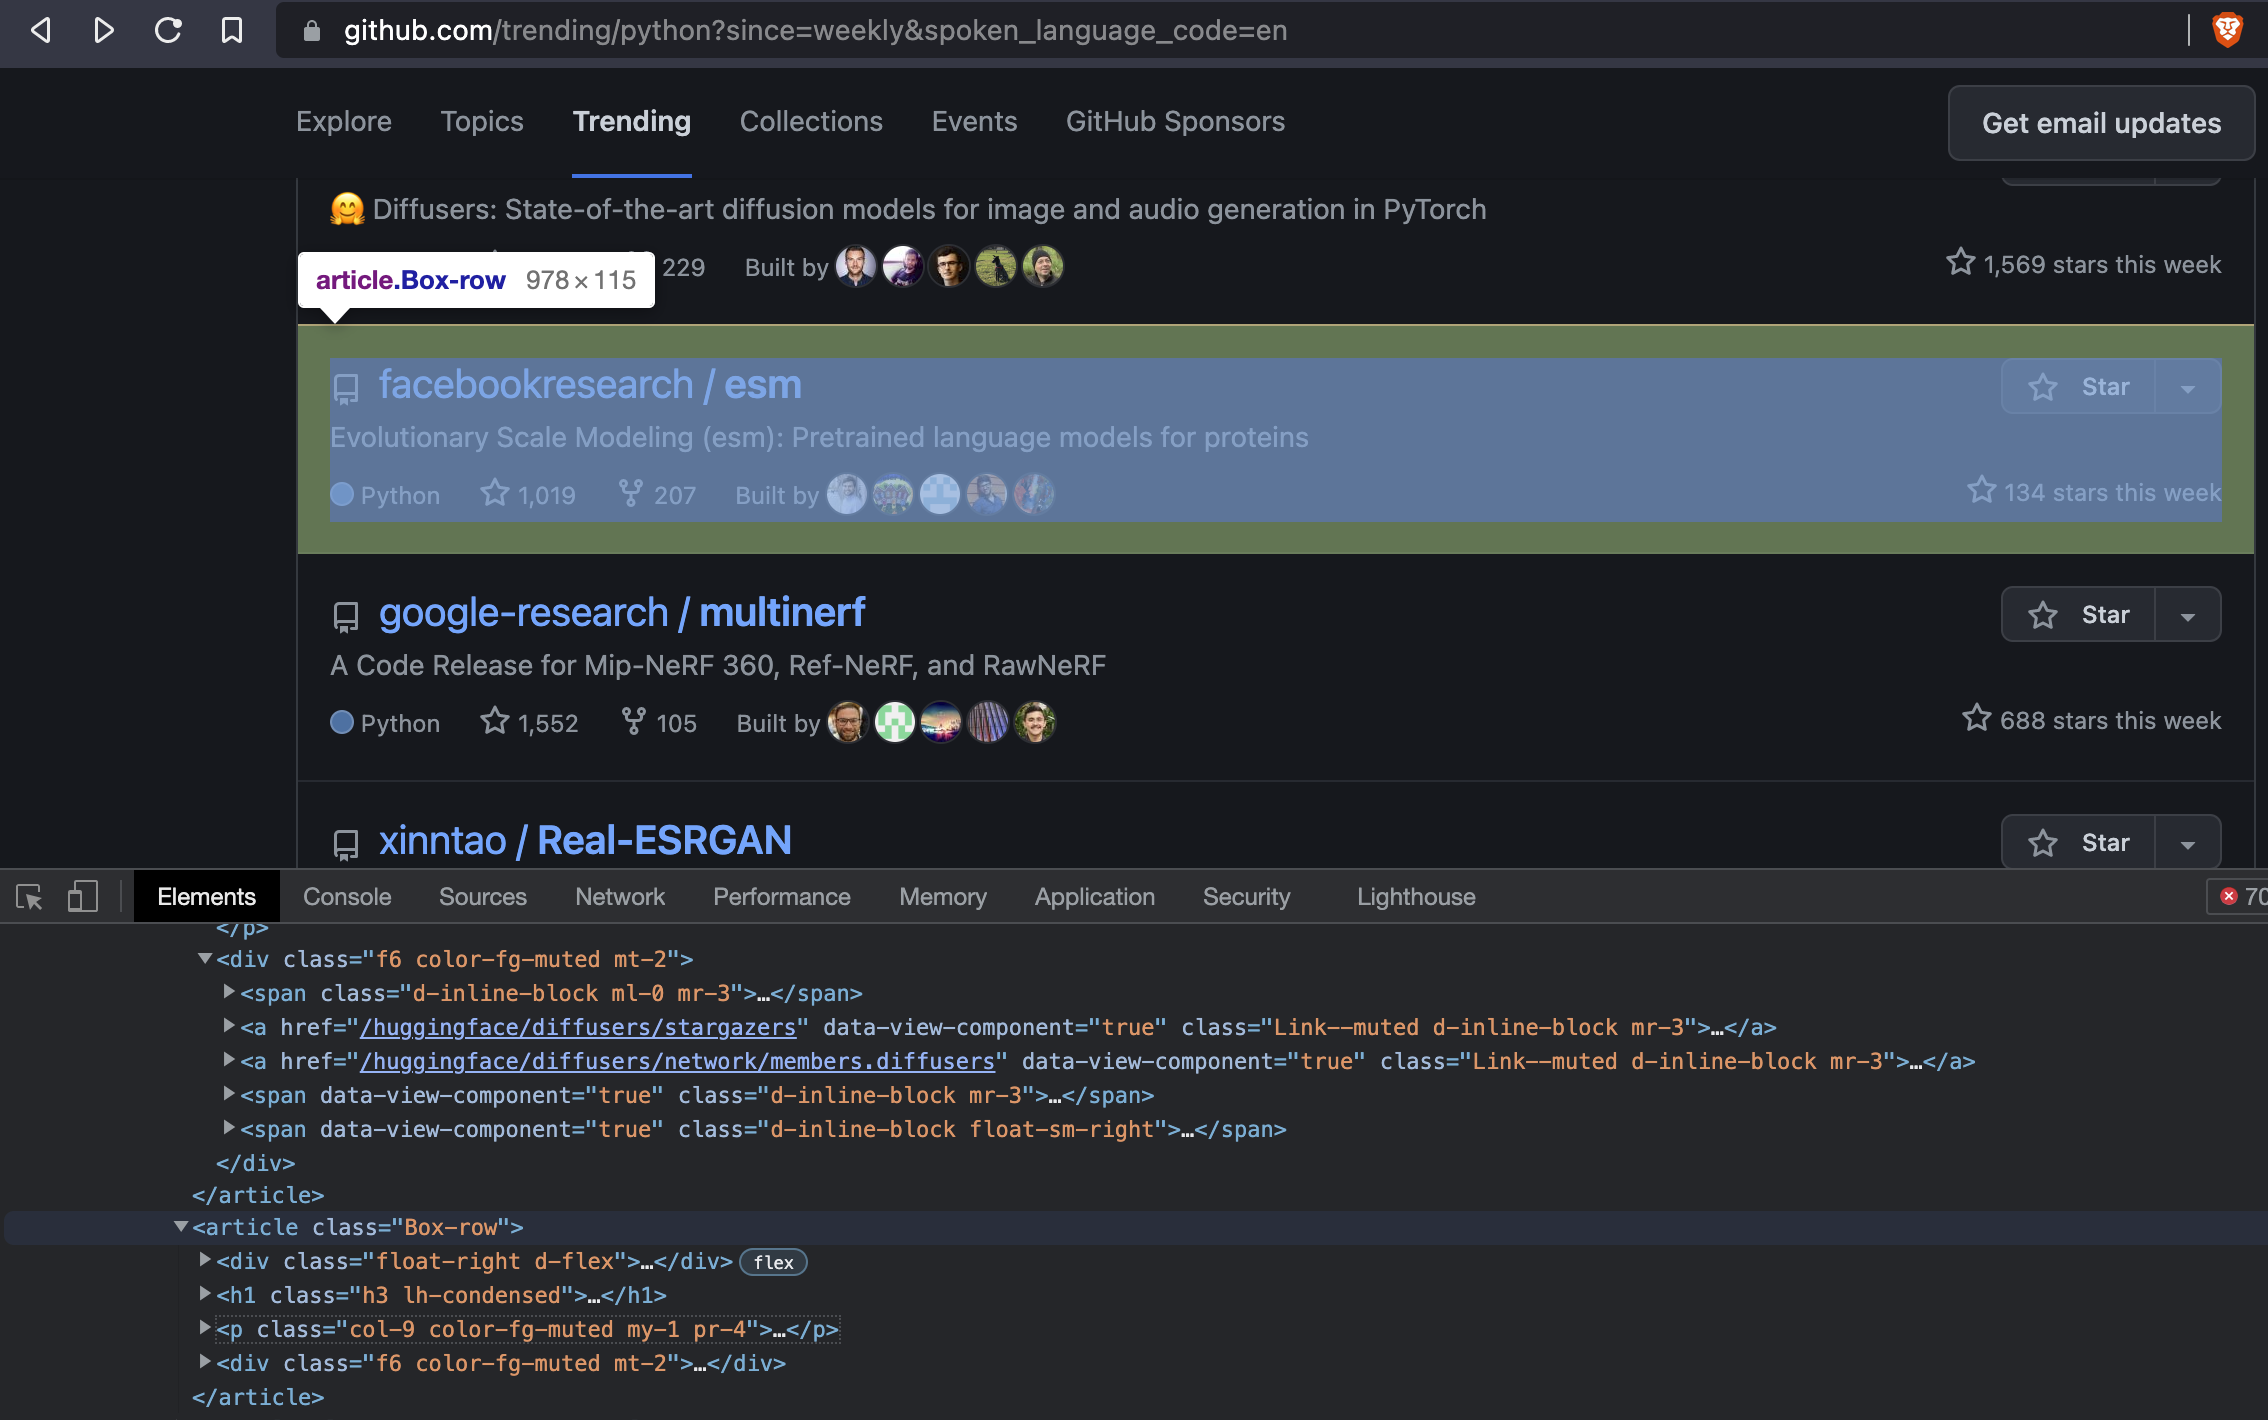 github.com/trending/python?since=weekly&spoken_language_code=en
Explore Topics Trending Collections Events GitHub Sponsors
Get email updates
🤗 Diffusers: State-of-the-art diffusion models for image and audio generation in PyTorch
article.Box-row 978×115
229 Built by
1,569 stars this week
facebookresearch / esm
Star
Evolutionary Scale Modeling (esm): Pretrained language models for proteins
Python 1,019 207 Built by
134 stars this week
google-research / multinerf
Star
A Code Release for Mip-NeRF 360, Ref-NeRF, and RawNeRF
Python 1,552 105 Built by
688 stars this week
xinntao / Real-ESRGAN
Star
Elements Console Sources Network Performance Memory Application Security Lighthouse
70
</p>
<div class="f6 color-fg-muted mt-2">
<span class="d-inline-block ml-0 mr-3">…</span>
<a href="/huggingface/diffusers/stargazers" data-view-component="true" class="Link--muted d-inline-block mr-3">…</a>
<a href="/huggingface/diffusers/network/members.diffusers" data-view-component="true" class="Link--muted d-inline-block mr-3">…</a>
<span data-view-component="true" class="d-inline-block mr-3">…</span>
<span data-view-component="true" class="d-inline-block float-sm-right">…</span>
</div>
</article>
<article class="Box-row">
<div class="float-right d-flex">…</div> flex
<h1 class="h3 lh-condensed">…</h1>
<p class="col-9 color-fg-muted my-1 pr-4">…</p>
<div class="f6 color-fg-muted mt-2">…</div>
</article>